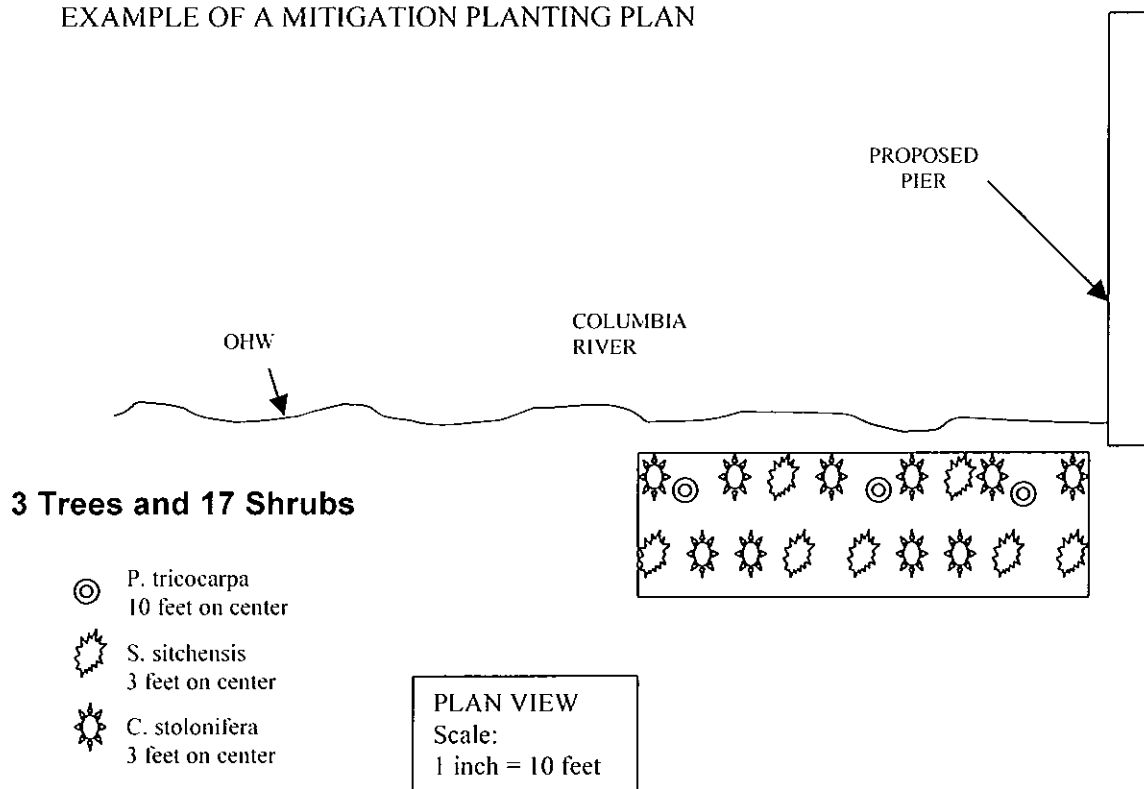 EXAMPLE OF A MITIGATION PLANTING PLAN
PROPOSED
PIER
OHW
COLUMBIA
RIVER
3 Trees and 17 Shrubs
P. tricocarpa
10 feet on center
S. sitchensis
3 feet on center
C. stolonifera
3 feet on center
PLAN VIEW
Scale:
1 inch = 10 feet